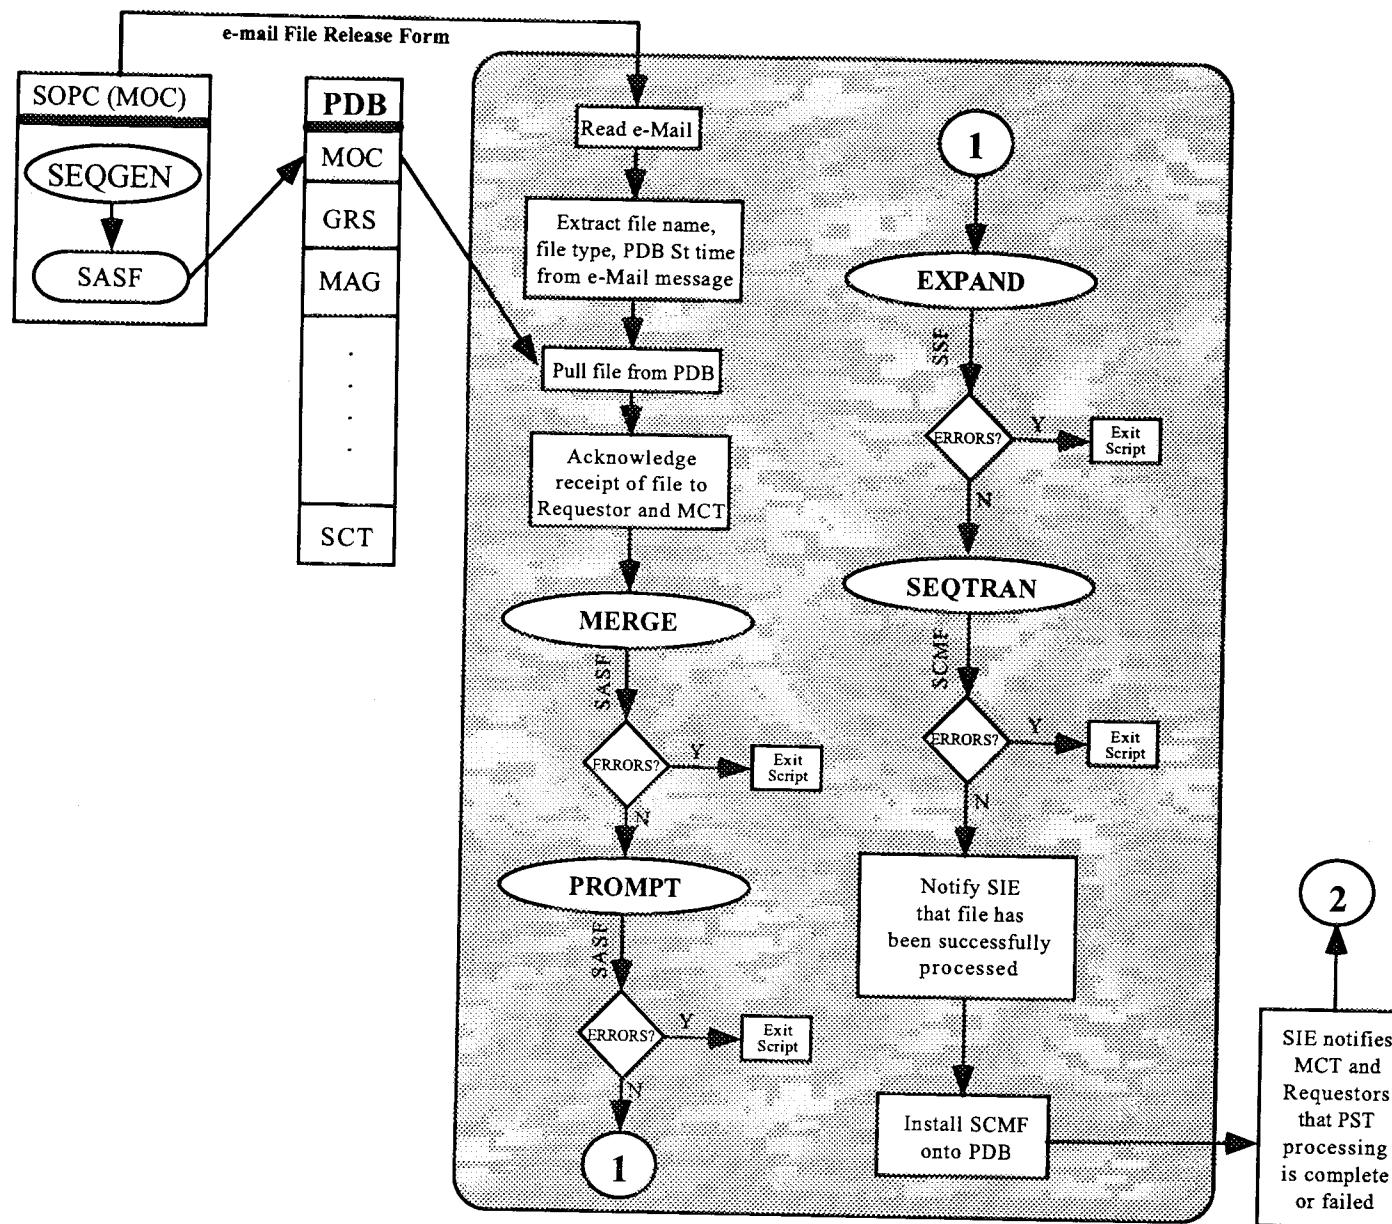 e-mail File Release Form
SOPC (MOC)
SEQGEN
SASF
PDB
MOC
GRS
MAG
SCT
Read e-Mail
Extract file name,
file type, PDB St time
from e-Mail message
Pull file from PDB
Acknowledge
receipt of file to
Requestor and MCT
MERGE
SASF
ERRORS?
Y
Exit
Script
N
PROMPT
SASF
ERRORS?
Y
Exit
Script
N
1
1
EXPAND
SSF
ERRORS?
Y
Exit
Script
N
SEQTRAN
SCMF
ERRORS?
Y
Exit
Script
N
Notify SIE
that file has
been successfully
processed
Install SCMF
onto PDB
2
SIE notifies
MCT and
Requestors
that PST
processing
is complete
or failed